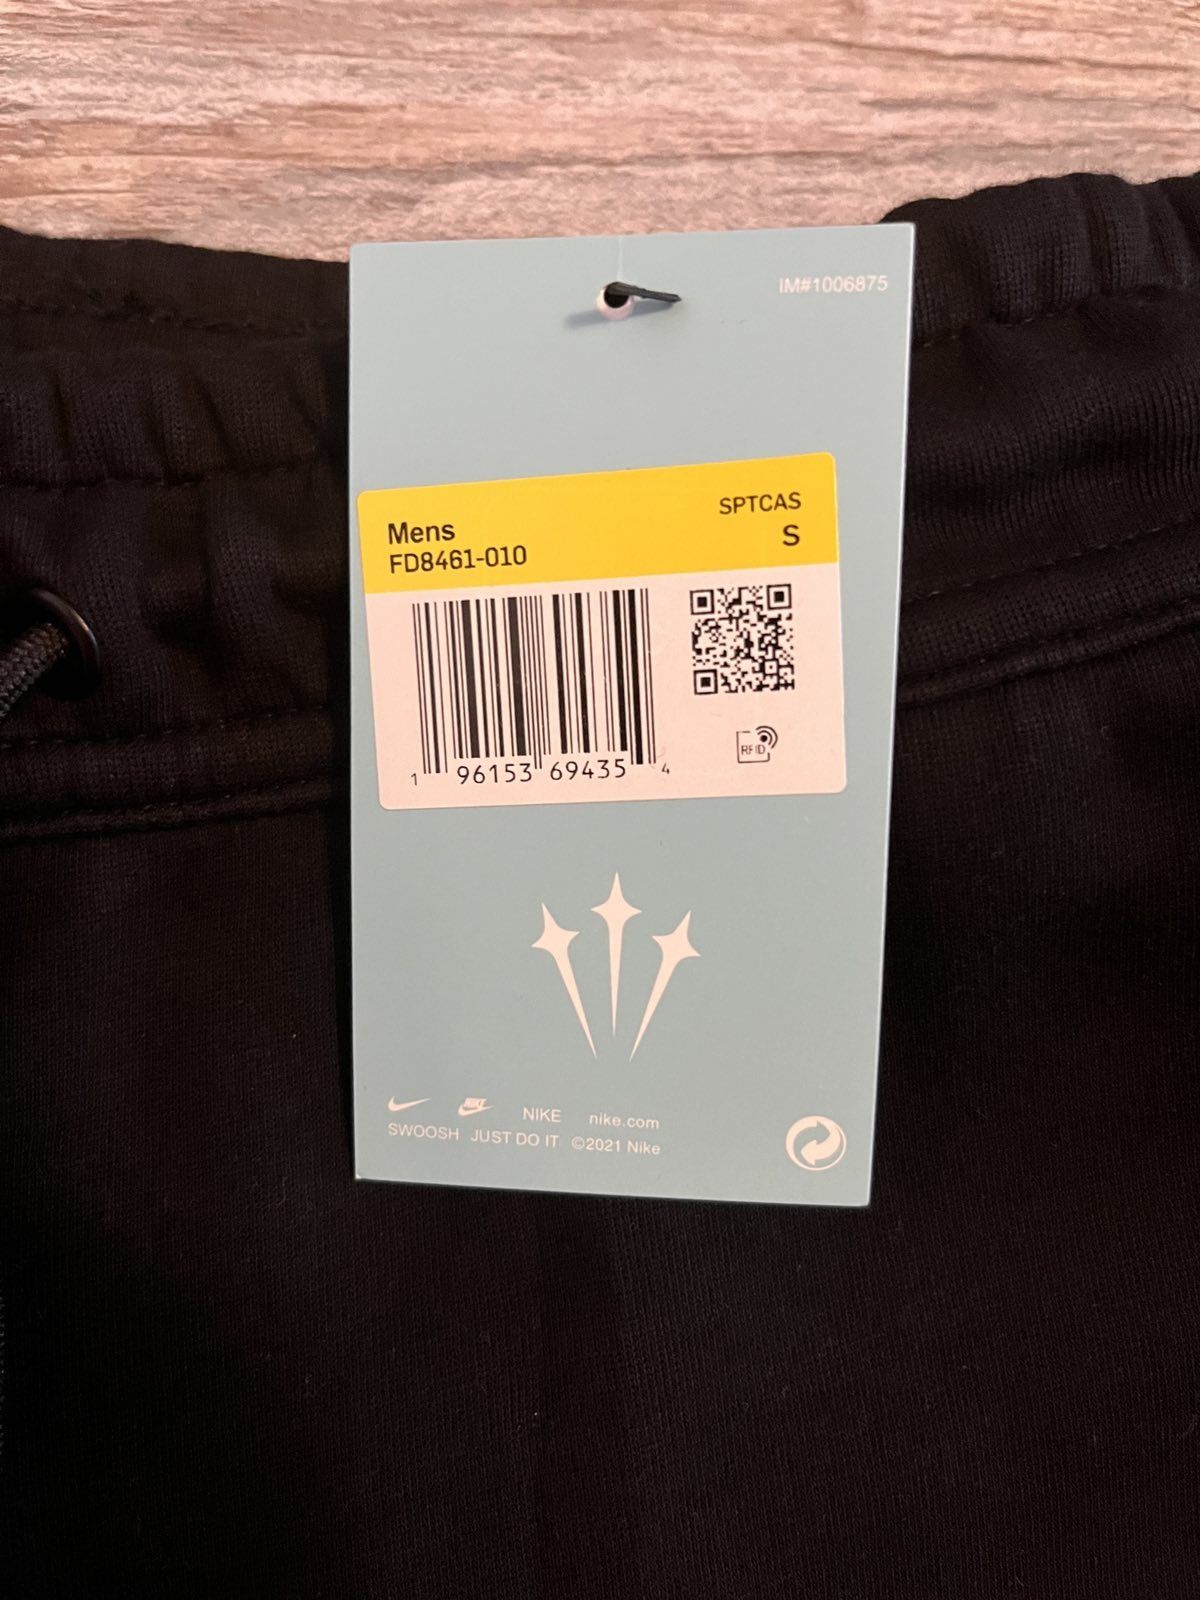 IM#1006875
SPTCAS
Mens
S
FD8461-010
1 96153 69435 4
RFID
NIKE
NIKE nike.com
SWOOSH JUST DO IT ©2021 Nike